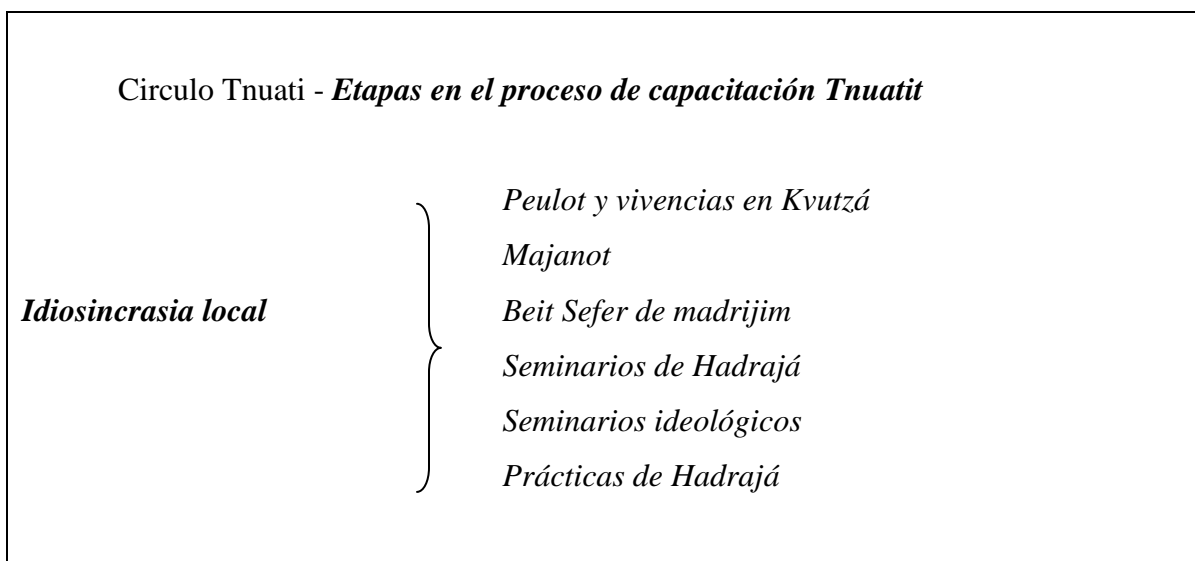 Circulo Tnuati - Etapas en el proceso de capacitación Tnuatit
Peulot y vivencias en Kvutzá
Majanot
Idiosincrasia local
Beit Sefer de madrijim
Seminarios de Hadrajá
Seminarios ideológicos
Prácticas de Hadrajá